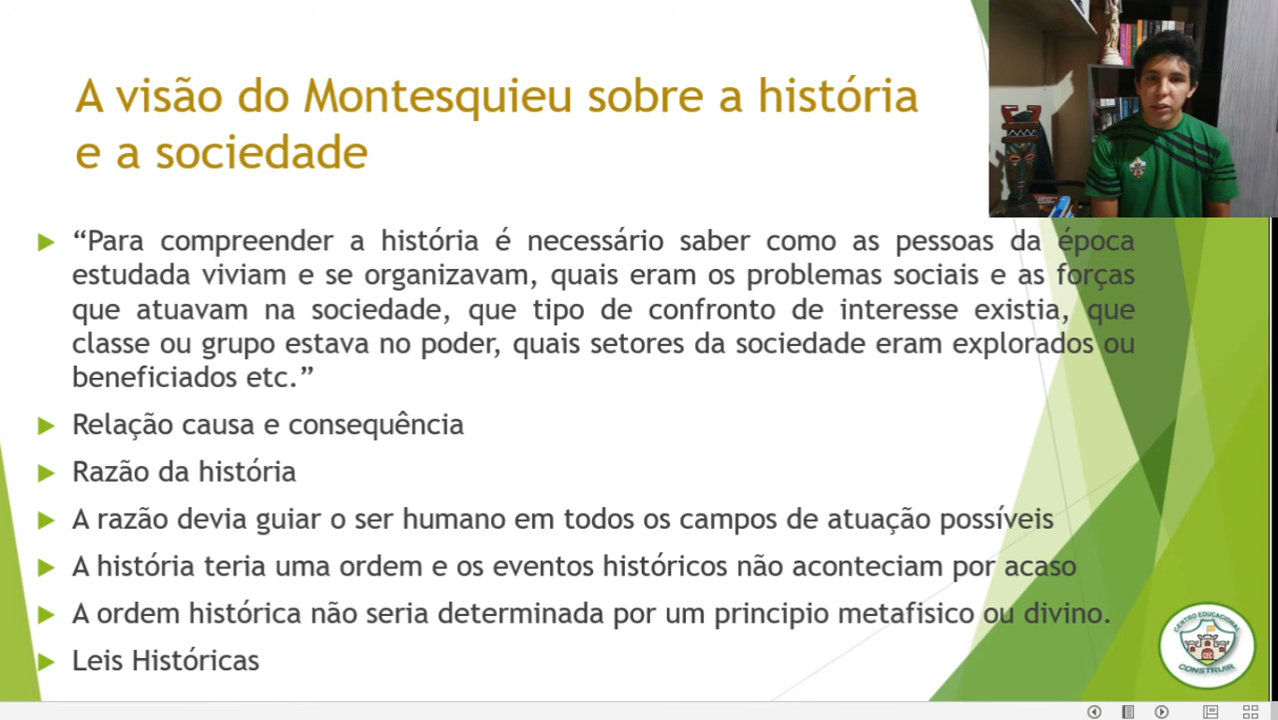 A visão do Montesquieu sobre a história
e a sociedade
“Para compreender a história é necessário saber como as pessoas da época
estudada viviam e se organizavam, quais eram os problemas sociais e as forças
que atuavam na sociedade, que tipo de confronto de interesse existia, que
classe ou grupo estava no poder, quais setores da sociedade eram explorados ou
beneficiados etc.”
Relação causa e consequência
Razão da história
A razão devia guiar o ser humano em todos os campos de atuação possíveis
A história teria uma ordem e os eventos históricos não aconteciam por acaso
A ordem histórica não seria determinada por um principio metafisico ou divino.
Leis Históricas
CENTRO EDUCACIONAL
CONSTRUIR